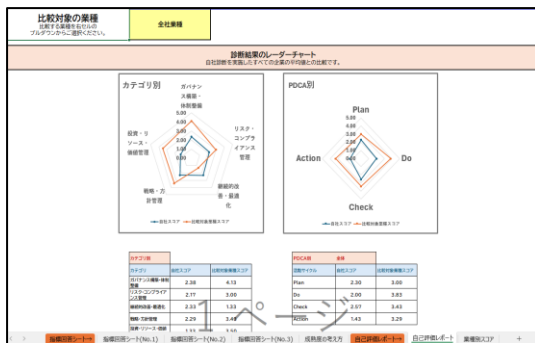 比較対象の業種
比較する業種を右セルの
プルダウンからご選択ください。
全社業種
診断結果のレーダーチャート
自社診断を実施したすべての企業の平均値との比較です。
カテゴリ別
ガバナン
ス構築・
体制整備
5.00
4.00
3.00
2.00
1.00
0.00
リスク・
コンプラ
イアンス
管理
継続的改
善・最適
化
戦略・方
針管理
投資・リ
ソース・
価値管理
自社スコア
比較対象業種スコア
PDCA別
Plan
5.00
4.00
3.00
2.00
1.00
0.00
Do
Check
Action
自社スコア
比較対象業種スコア
カテゴリ別
カテゴリ 自社スコア 比較対象業種スコア
ガバナンス構築・体制
整備 2.38 4.13
リスク・コンプライア
ンス管理 2.17 3.00
継続的改善・最適化 2.33 1.33
戦略・方針管理 2.29 3.43
投資・リソース・価値
PDCA別 全体
活動サイクル 自社スコア 比較対象業種スコア
Plan 2.30 3.00
Do 2.00 3.83
Check 2.57 3.43
Action 1.43 3.29
1 ページ
指標回答シート→ 指標回答シート(No.1) 指標回答シート(No.2) 指標回答シート(No.3) 成熟度の考え方 自己評価レポート→ 自己評価レポート 業種別スコア